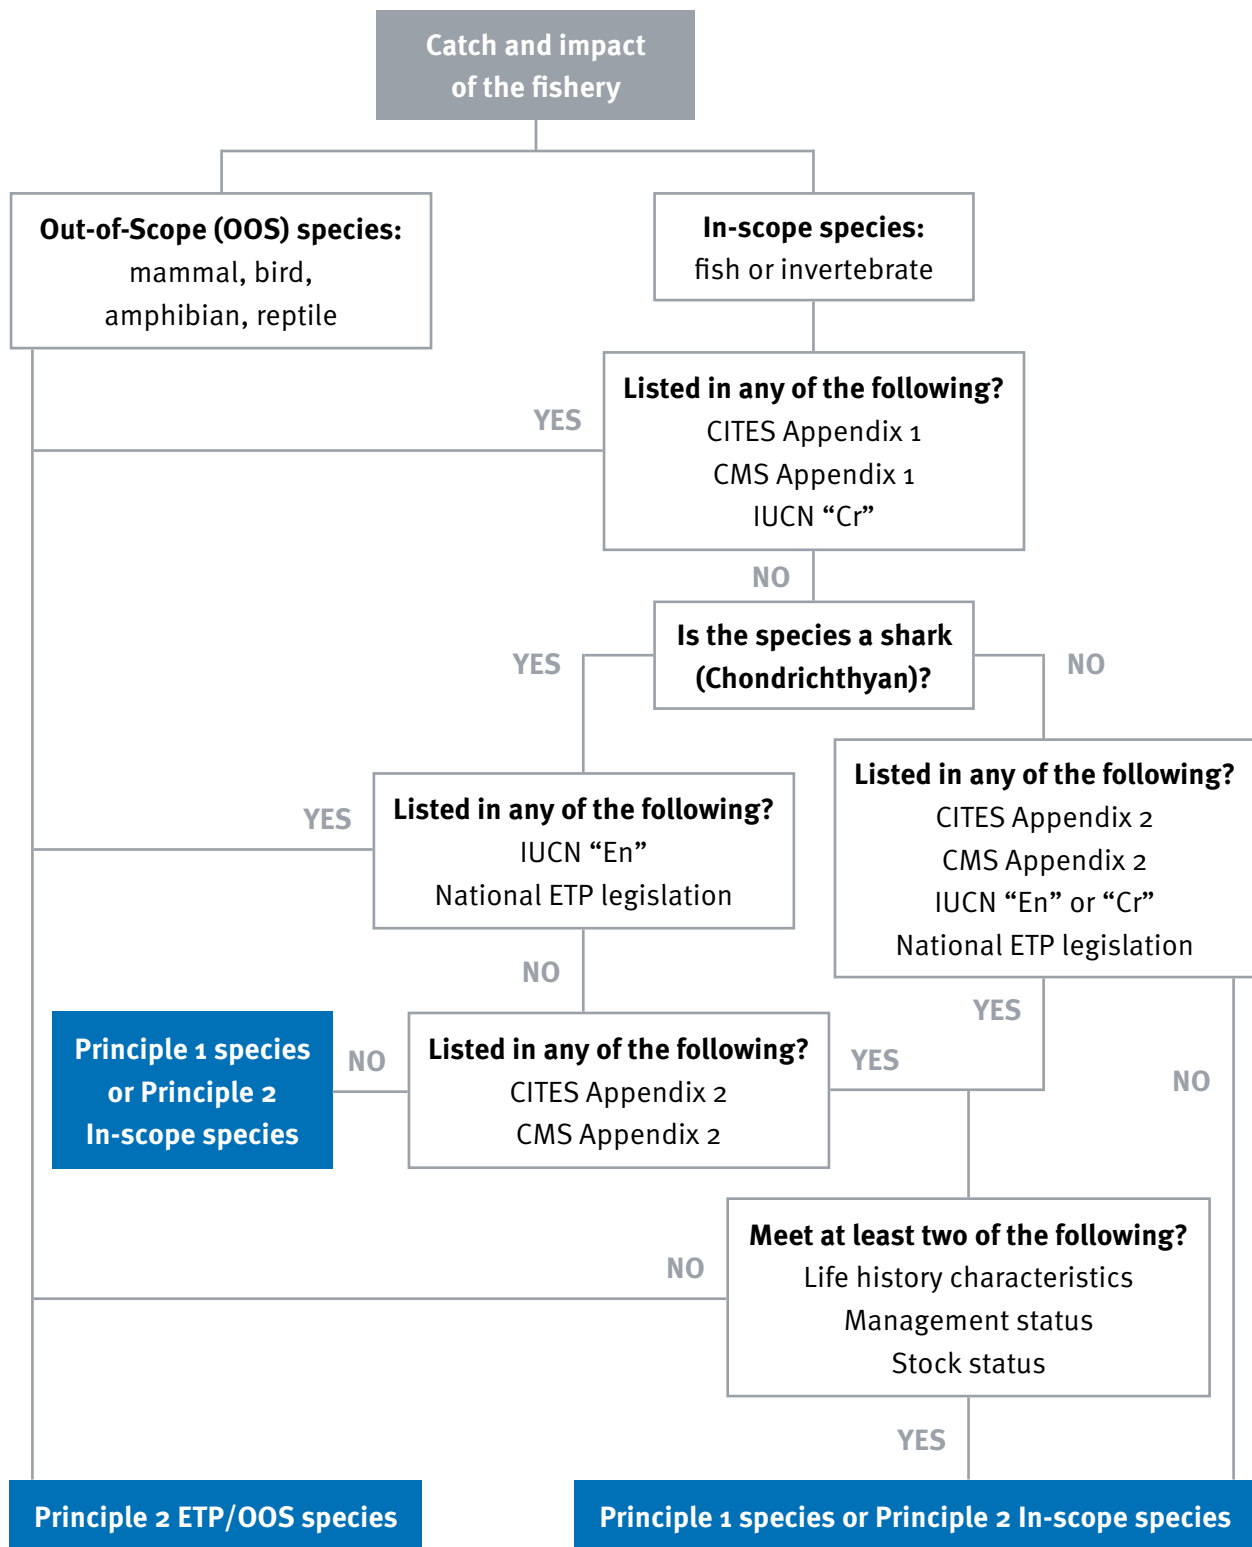 Catch and impact
of the fishery
Out-of-Scope (OOS) species:
mammal, bird,
amphibian, reptile
In-scope species:
fish or invertebrate
Listed in any of the following?
CITES Appendix 1
CMS Appendix 1
IUCN “Cr”
YES
NO
Is the species a shark
(Chondrichthyan)?
YES
NO
Listed in any of the following?
IUCN “En”
National ETP legislation
YES
NO
Listed in any of the following?
CITES Appendix 2
CMS Appendix 2
IUCN “En” or “Cr”
National ETP legislation
YES
NO
Principle 1 species
or Principle 2
In-scope species
NO
Listed in any of the following?
CITES Appendix 2
CMS Appendix 2
YES
Meet at least two of the following?
Life history characteristics
Management status
Stock status
NO
YES
Principle 2 ETP/OOS species
Principle 1 species or Principle 2 In-scope species